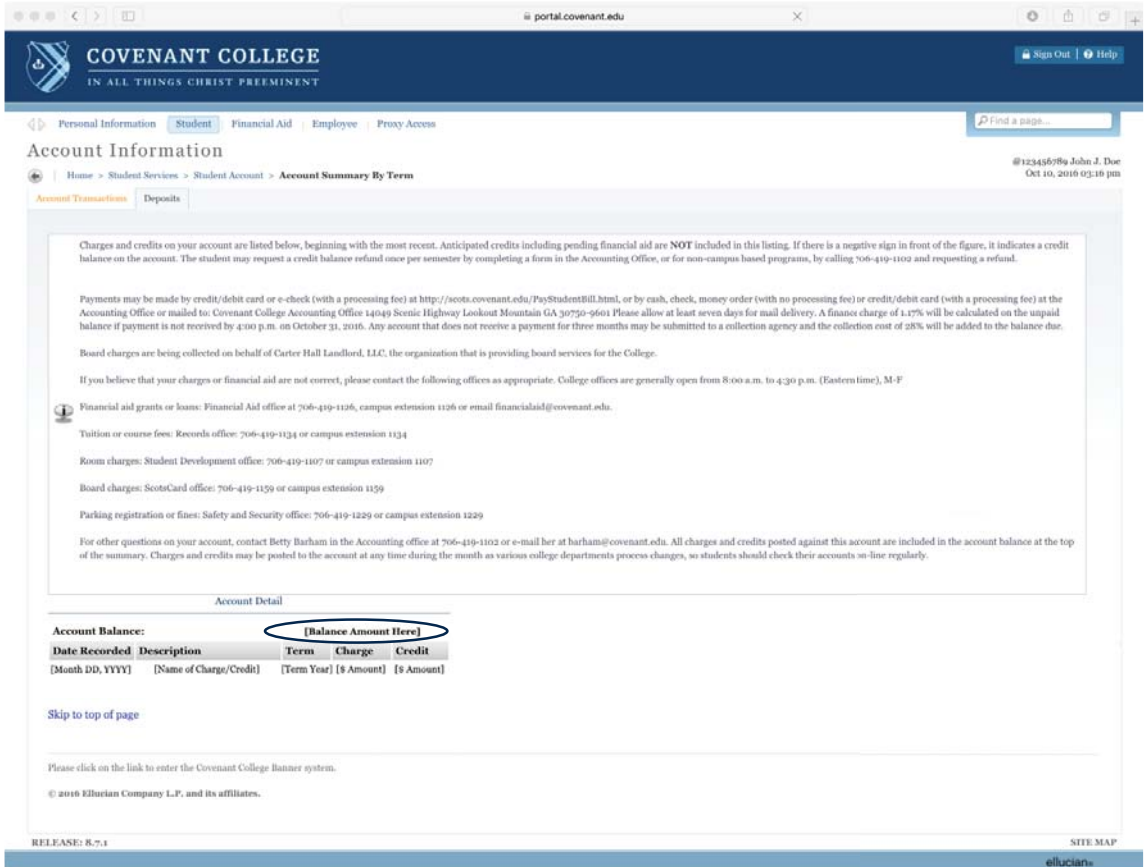 portal.covenant.edu
COVENANT COLLEGE
IN ALL THINGS CHRIST PREEMINENT
Sign Out | Help
Personal Information Student Financial Aid Employee Proxy Access
Find a page...
Account Information
@123456789 John J. Doe
Home > Student Services > Student Account > Account Summary By Term
Oct 10, 2016 03:16 pm
Account Transactions Deposits
Charges and credits on your account are listed below, beginning with the most recent. Anticipated credits including pending financial aid are NOT included in this listing. If there is a negative sign in front of the figure, it indicates a credit
balance on the account. The student may request a credit balance refund once per semester by completing a form in the Accounting Office, or for non-campus based programs, by calling 706-419-1102 and requesting a refund.
Payments may be made by credit/debit card or e-check (with a processing fee) at http://scots.covenant.edu/PayStudentBill.html, or by cash, check, money order (with no processing fee) or credit/debit card (with a processing fee) at the
Accounting Office or mailed to: Covenant College Accounting Office 14049 Scenic Highway Lookout Mountain GA 30750-9601 Please allow at least seven days for mail delivery. A finance charge of 1.17% will be calculated on the unpaid
balance if payment is not received by 4:00 p.m. on October 31, 2016. Any account that does not receive a payment for three months may be submitted to a collection agency and the collection cost of 28% will be added to the balance due.
Board charges are being collected on behalf of Carter Hall Landlord, LLC, the organization that is providing board services for the College.
If you believe that your charges or financial aid are not correct, please contact the following offices as appropriate. College offices are generally open from 8:00 a.m. to 4:30 p.m. (Eastern time), M-F
Financial aid grants or loans: Financial Aid office at 706-419-1126, campus extension 1126 or email financialaid@covenant.edu.
Tuition or course fees: Records office: 706-419-1134 or campus extension 1134
Room charges: Student Development office: 706-419-1107 or campus extension 1107
Board charges: ScotsCard office: 706-419-1159 or campus extension 1159
Parking registration or fines: Safety and Security office: 706-419-1229 or campus extension 1229
For other questions on your account, contact Betty Barham in the Accounting office at 706-419-1102 or e-mail her at barham@covenant.edu. All charges and credits posted against this account are included in the account balance at the top
of the summary. Charges and credits may be posted to the account at any time during the month as various college departments process changes, so students should check their accounts on-line regularly.
Account Detail
Account Balance: [Balance Amount Here]
Date Recorded Description Term Charge Credit
[Month DD, YYYY] [Name of Charge/Credit] [Term Year] [$ Amount] [$ Amount]
Skip to top of page
Please click on the link to enter the Covenant College Banner system.
© 2016 Ellucian Company L.P. and its affiliates.
RELEASE: 8.7.1
SITE MAP
ellucian